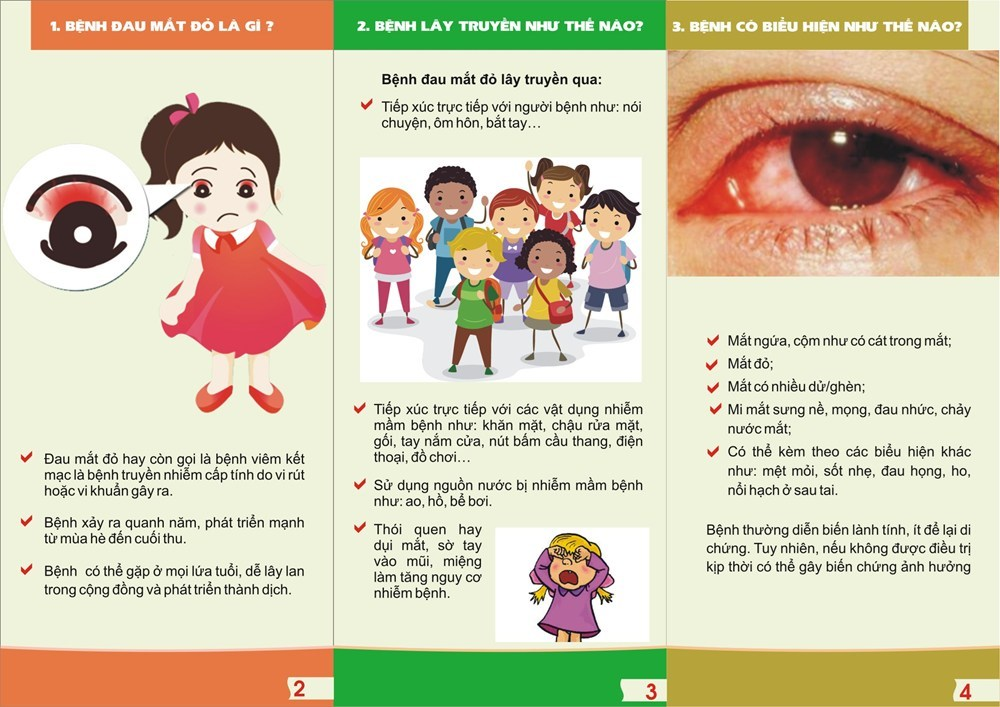 1. BỆNH ĐAU MẮT ĐỎ LÀ GÌ ?
Đau mắt đỏ hay còn gọi là bệnh viêm kết
mạc là bệnh truyền nhiễm cấp tính do vi rút
hoặc vi khuẩn gây ra.
Bệnh xảy ra quanh năm, phát triển mạnh
từ mùa hè đến cuối thu.
Bệnh có thể gặp ở mọi lứa tuổi, dễ lây lan
trong cộng đồng và phát triển thành dịch.
2
2. BỆNH LÂY TRUYỀN NHƯ THẾ NÀO?
Bệnh đau mắt đỏ lây truyền qua:
Tiếp xúc trực tiếp với người bệnh như: nói
chuyện, ôm hôn, bắt tay…
Tiếp xúc trực tiếp với các vật dụng nhiễm
mầm bệnh như: khăn mặt, chậu rửa mặt,
gối, tay nắm cửa, nút bấm cầu thang, điện
thoại, đồ chơi…
Sử dụng nguồn nước bị nhiễm mầm bệnh
như: ao, hồ, bể bơi.
Thói quen hay
dụi mắt, sờ tay
vào mũi, miệng
làm tăng nguy cơ
nhiễm bệnh.
3
3. BỆNH CÓ BIỂU HIỆN NHƯ THẾ NÀO?
Mắt ngứa, cộm như có cát trong mắt;
Mắt đỏ;
Mắt có nhiều dử/ghèn;
Mi mắt sưng nề, mọng, đau nhức, chảy
nước mắt;
Có thể kèm theo các biểu hiện khác
như: mệt mỏi, sốt nhẹ, đau họng, ho,
nổi hạch ở sau tai.
Bệnh thường diễn biến lành tính, ít để lại di
chứng. Tuy nhiên, nếu không được điều trị
kịp thời có thể gây biến chứng ảnh hưởng
4